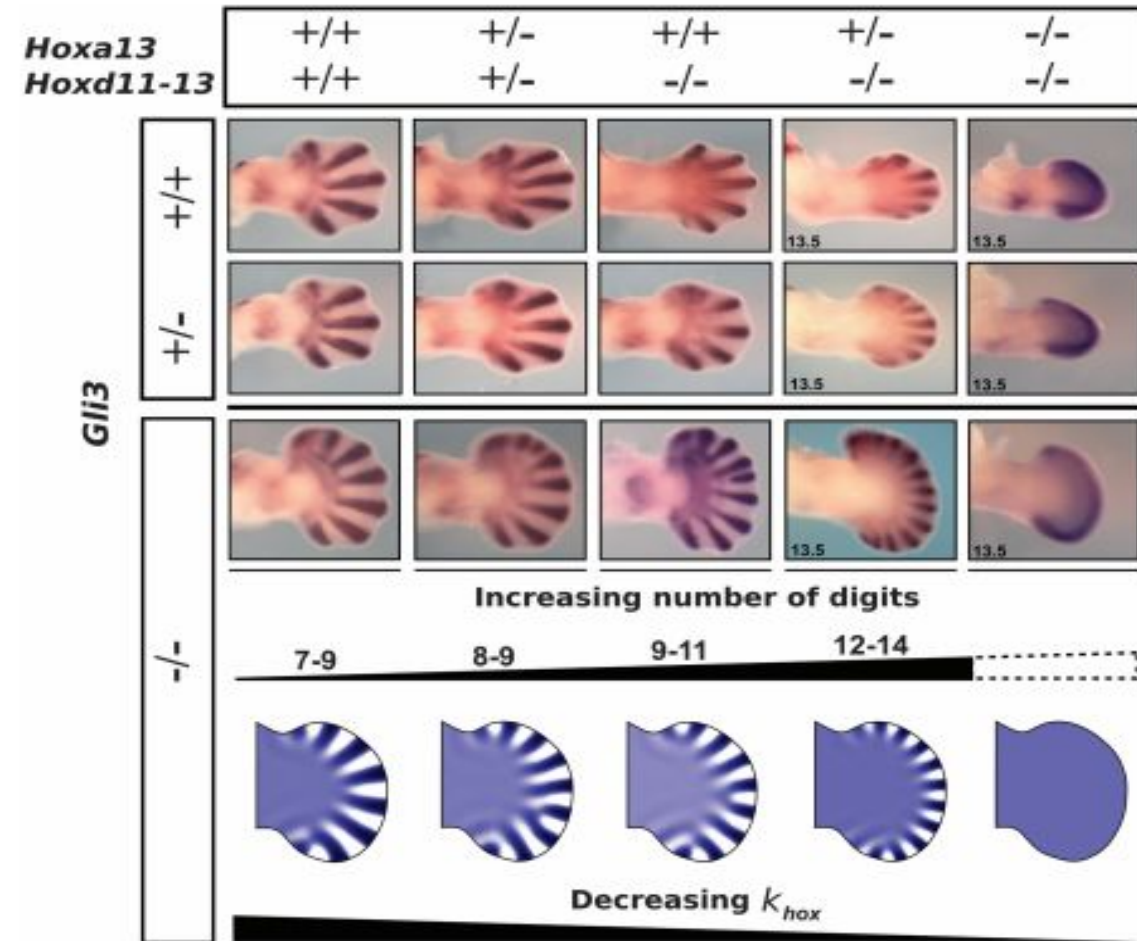 Hoxa13 +/+ +/- +/+ +/- -/-
Hoxd11-13 +/+ +/- -/- -/- -/-
Gli3
+/+
13.5 13.5
+/-
13.5 13.5
-/-
13.5 13.5
Increasing number of digits
7-9 8-9 9-11 12-14
Decreasing k hox